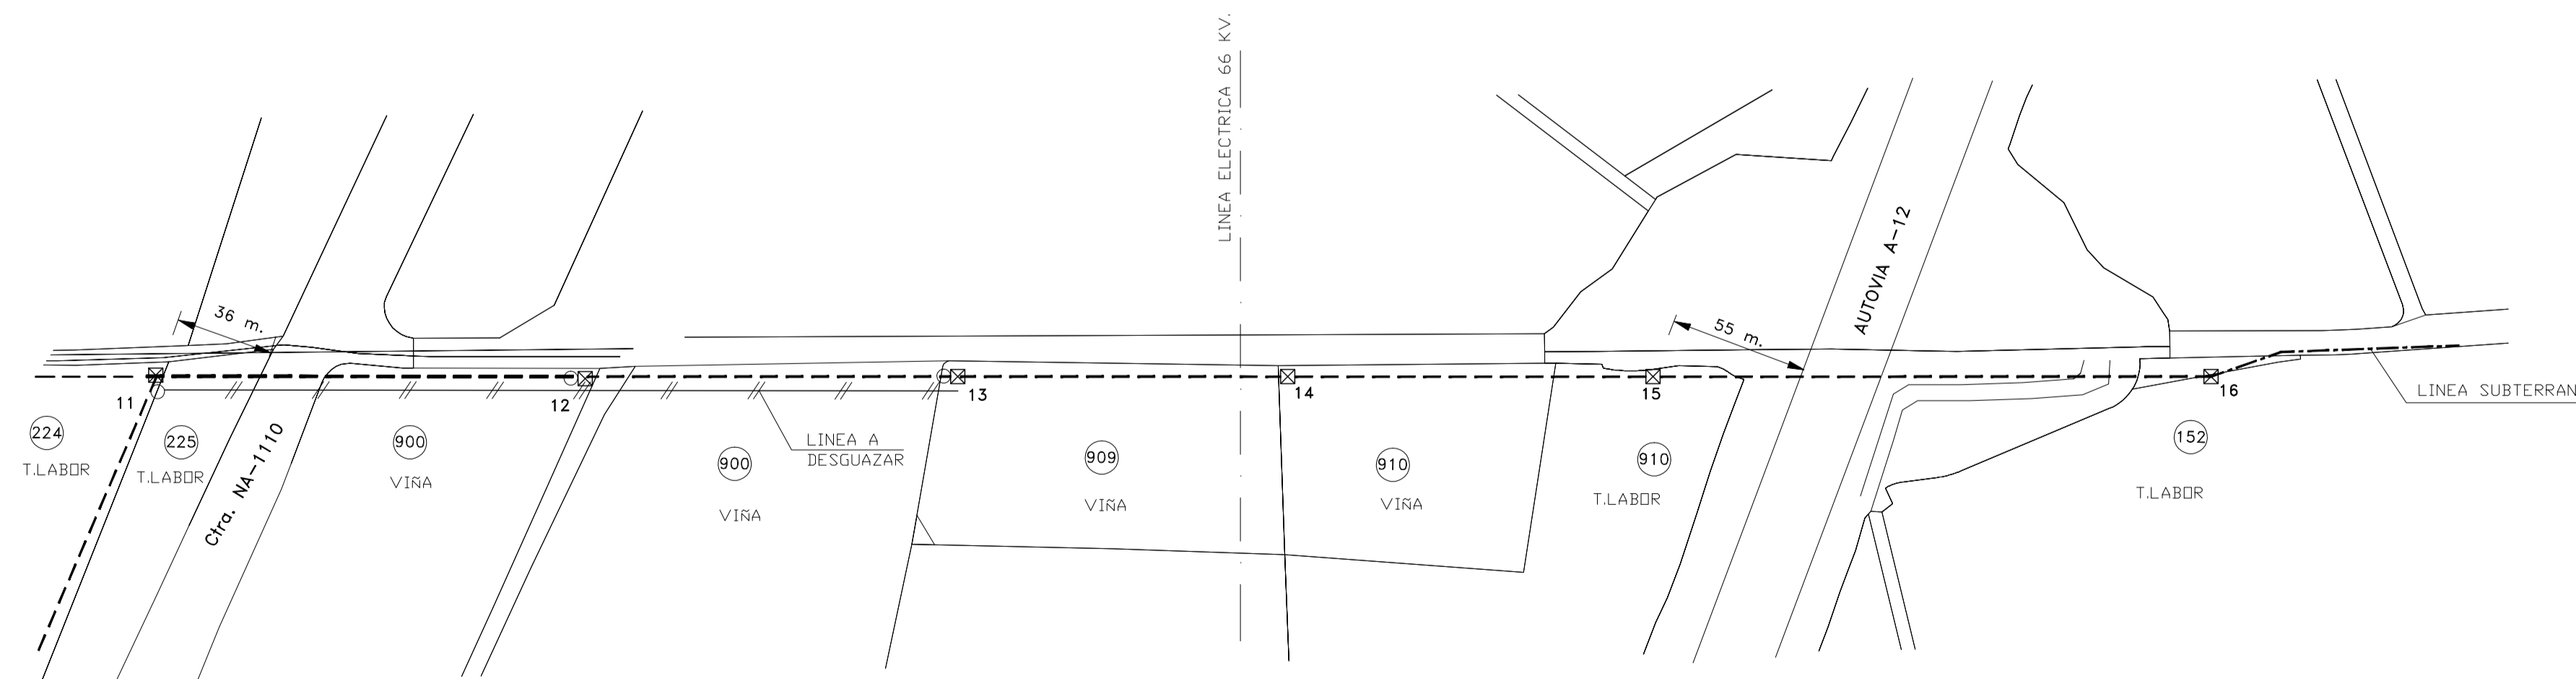 LINEA ELECTRICA 66 KV.
36 m.
55 m.
AUTOVIA A-12
Ctra. NA-1110
11
12
13
14
15
16
224
T.LABOR
225
T.LABOR
900
VIÑA
900
VIÑA
LINEA A
DESGUAZAR
909
VIÑA
910
VIÑA
910
T.LABOR
152
T.LABOR
LINEA SUBTERRAN